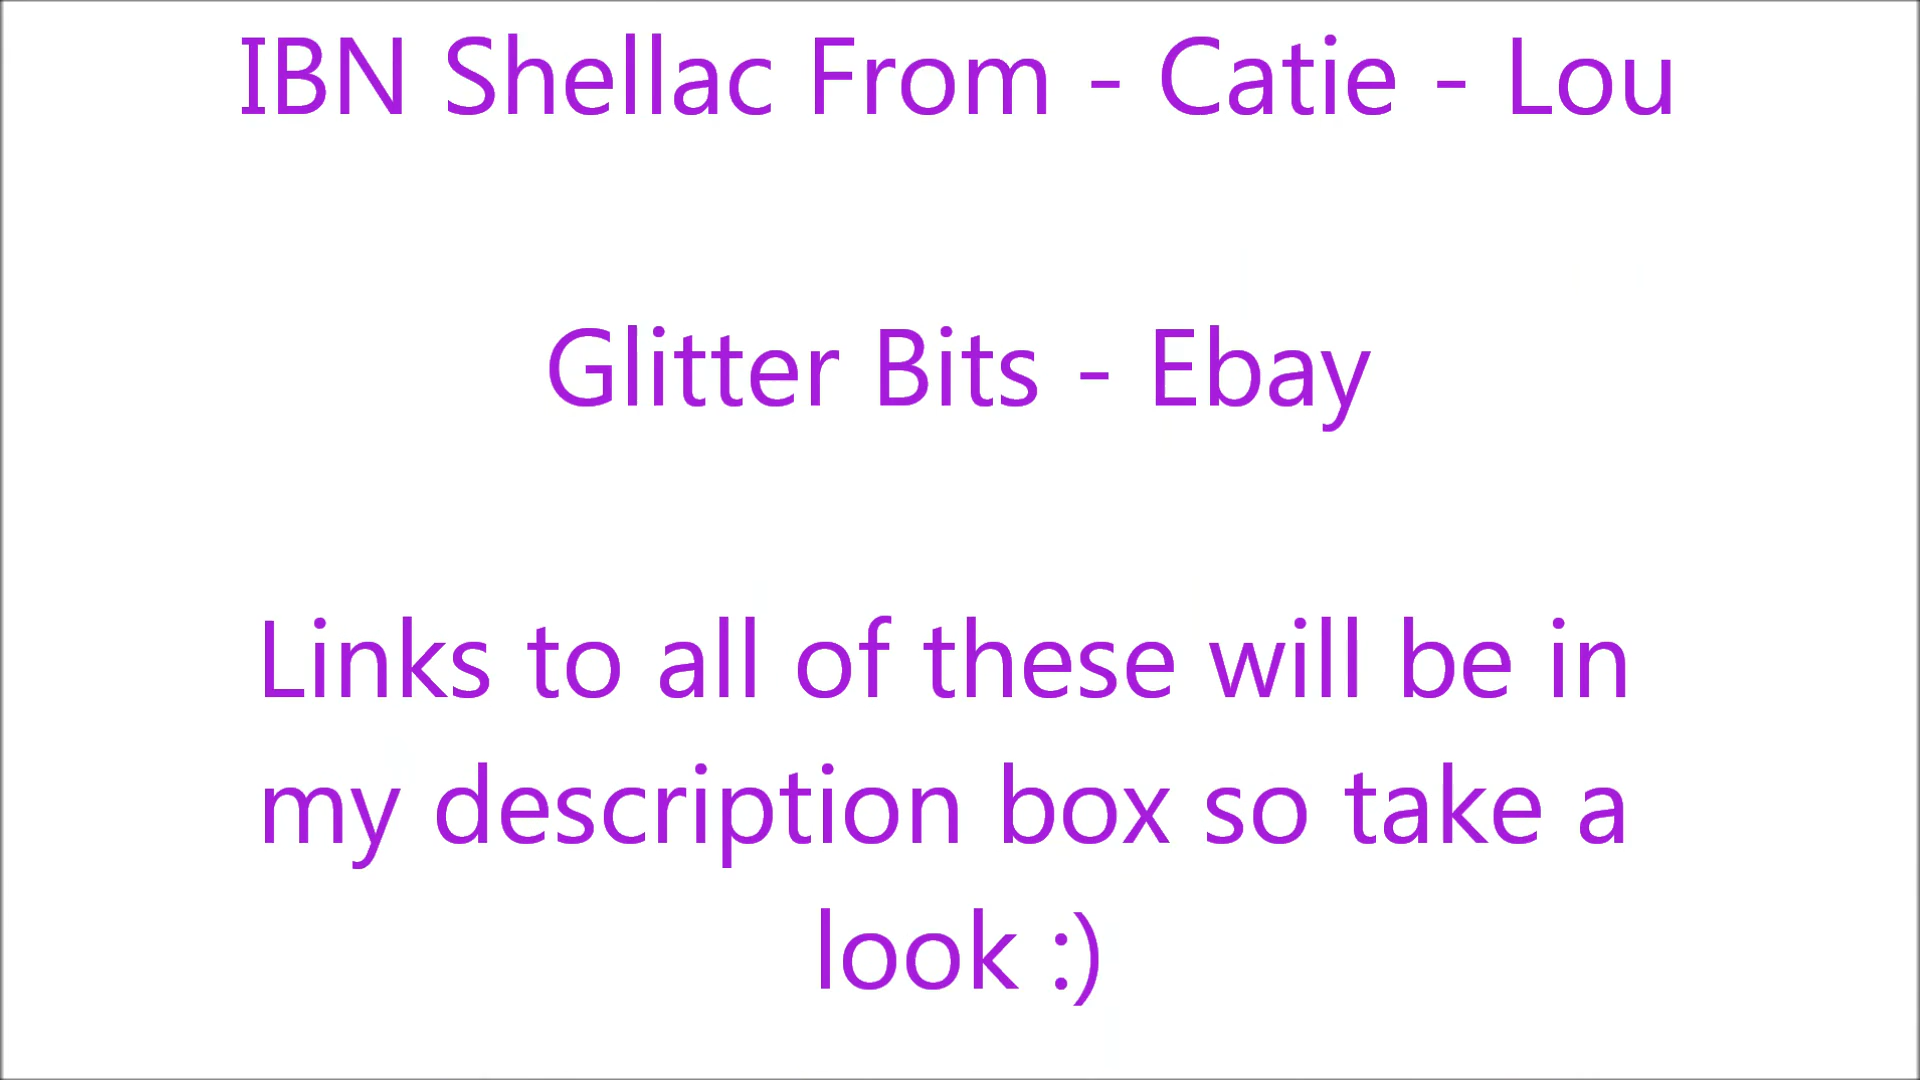 IBN Shellac From - Catie - Lou
Glitter Bits - Ebay
Links to all of these will be in
my description box so take a
look :)